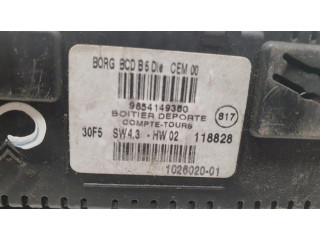 BORG BCD B5 Die CEM 00
9654149380
BOITIER DEPORTE
COMPTE-TOURS
817
30F5 SW4.3 - HW 02 118828
1026020-01